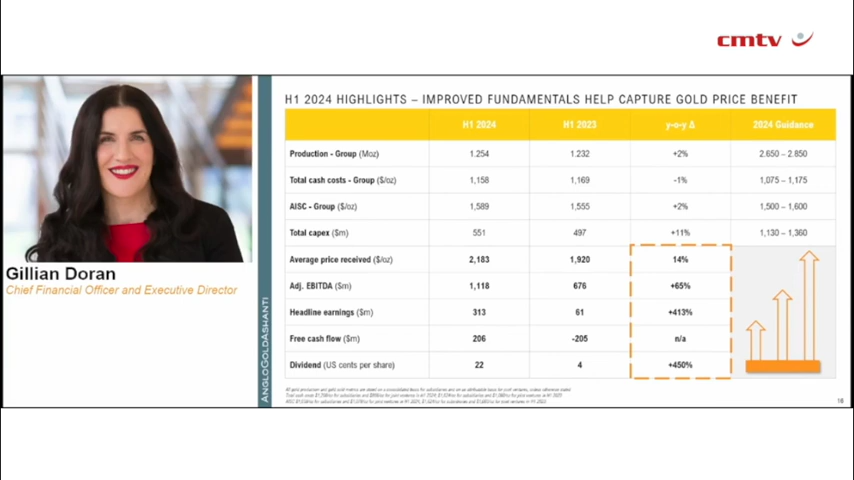 cmtv
Gillian Doran
Chief Financial Officer and Executive Director
ANGLOGOLDASHANTI
H1 2024 HIGHLIGHTS – IMPROVED FUNDAMENTALS HELP CAPTURE GOLD PRICE BENEFIT
H1 2024 H1 2023 y-o-y Δ 2024 Guidance
Production - Group (Moz) 1.254 1.232 +2% 2.650 – 2.850
Total cash costs - Group ($/oz) 1,158 1,169 -1% 1,075 – 1,175
AISC - Group ($/oz) 1,589 1,555 +2% 1,500 – 1,600
Total capex ($m) 551 497 +11% 1,130 – 1,360
Average price received ($/oz) 2,183 1,920 14%
Adj. EBITDA ($m) 1,118 676 +65%
Headline earnings ($m) 313 61 +413%
Free cash flow ($m) 206 -205 n/a
Dividend (US cents per share) 22 4 +450%